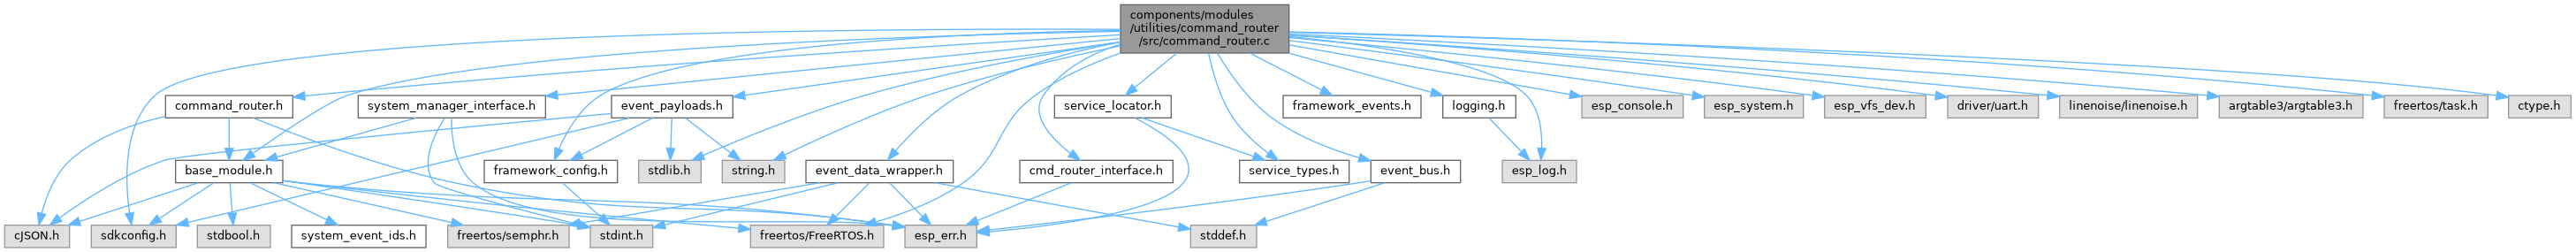 components/modules
/utilities/command_router
/src/command_router.c
command_router.h
system_manager_interface.h
event_payloads.h
service_locator.h
framework_events.h
logging.h
esp_console.h
esp_system.h
esp_vfs_dev.h
driver/uart.h
linenoise/linenoise.h
argtable3/argtable3.h
freertos/task.h
ctype.h
base_module.h
framework_config.h
stdlib.h
string.h
event_data_wrapper.h
cmd_router_interface.h
service_types.h
event_bus.h
esp_log.h
cJSON.h
sdkconfig.h
stdbool.h
system_event_ids.h
freertos/semphr.h
stdint.h
freertos/FreeRTOS.h
esp_err.h
stddef.h